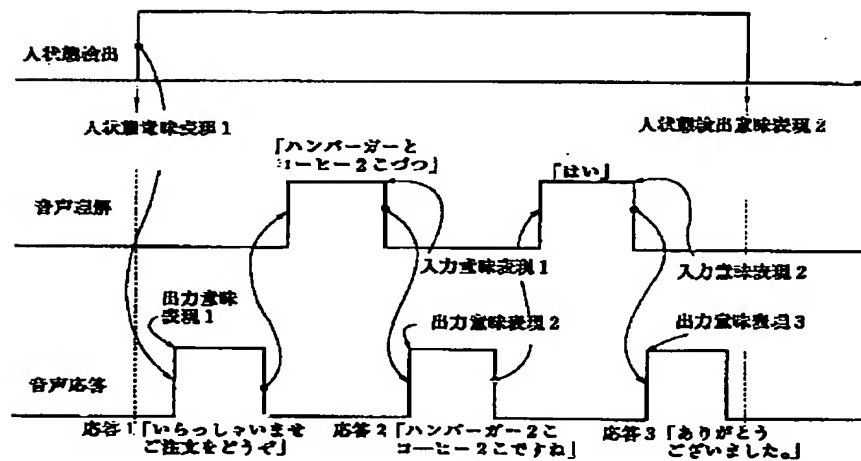 人状態検出
人状態意味表現1
人状態検出意味表現2
「ハンバーガーと
コーヒー2こづつ」
「はい」
音声理解
入力意味表現1
入力意味表現2
出力意味
表現1
出力意味表現2
出力意味表現3
音声応答
応答1「いらっしゃいませ
ご注文をどうぞ」
応答2「ハンバーガー2こ
コーヒー2こですね」
応答3「ありがとう
ございました。」